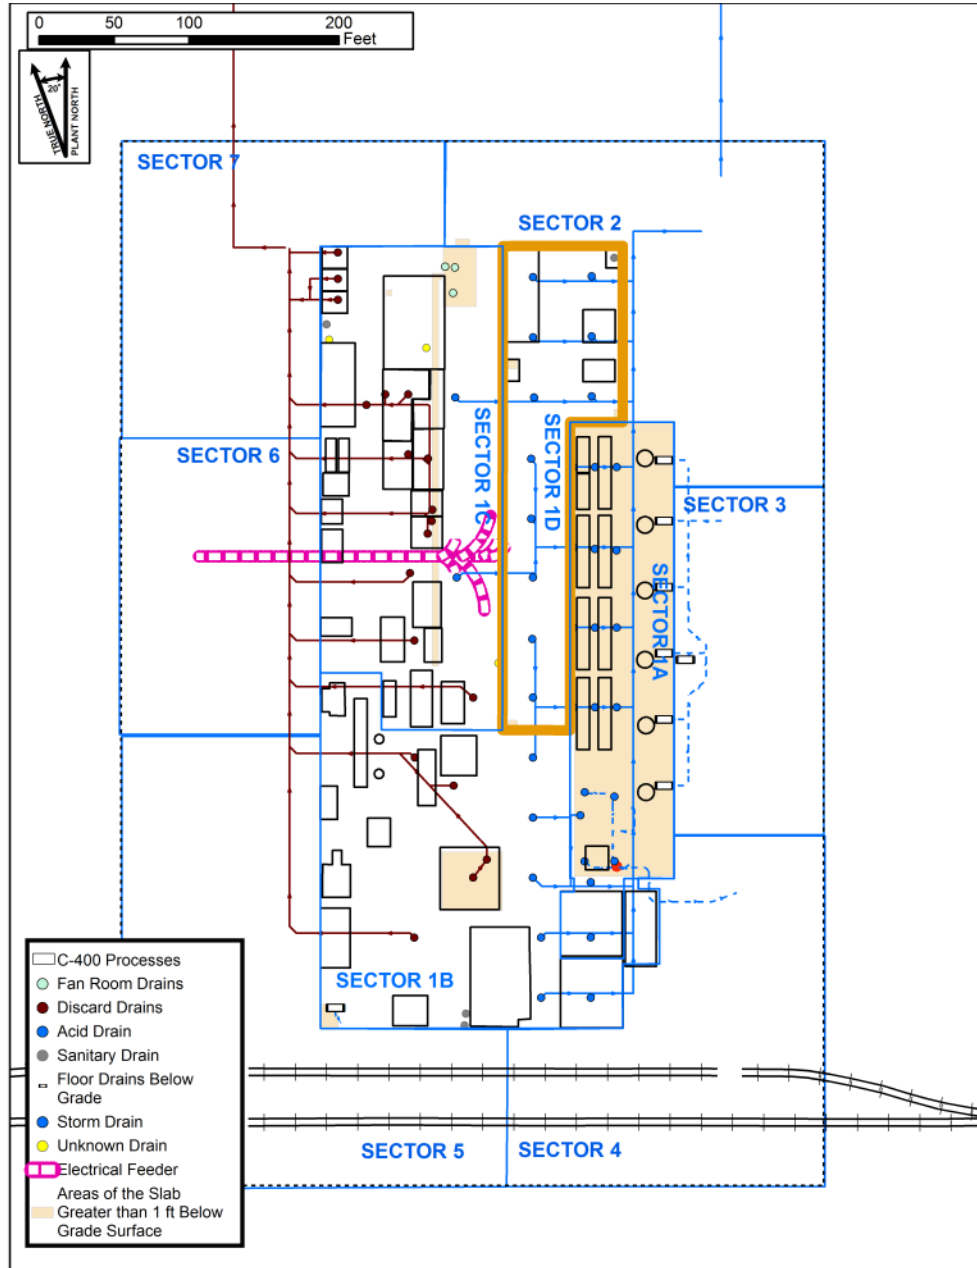 0 50 100 200
Feet
20°
TRUE NORTH
PLANT NORTH
SECTOR 7
SECTOR 2
SECTOR 6
SECTOR 1C
SECTOR 1D
SECTOR 3
SECTOR 1A
SECTOR 1B
C-400 Processes
Fan Room Drains
Discard Drains
Acid Drain
Sanitary Drain
Floor Drains Below
Grade
Storm Drain
Unknown Drain
Electrical Feeder
Areas of the Slab
Greater than 1 ft Below
Grade Surface
SECTOR 5
SECTOR 4